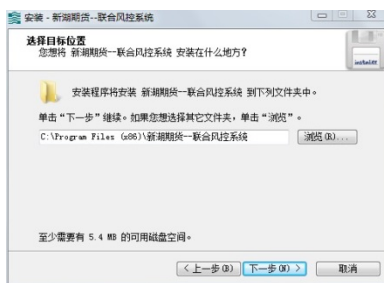 安装 - 新湖期货--联合风控系统
选择目标位置
您想将 新湖期货--联合风控系统 安装在什么地方?
installer
安装程序将安装 新湖期货--联合风控系统 到下列文件夹中。
单击“下一步”继续。如果您想选择其它文件夹，单击“浏览”。
C:\Program Files (x86)\新湖期货--联合风控系统
浏览(R)...
至少需要有 5.4 MB 的可用磁盘空间。
< 上一步(B) 下一步(N) > 取消